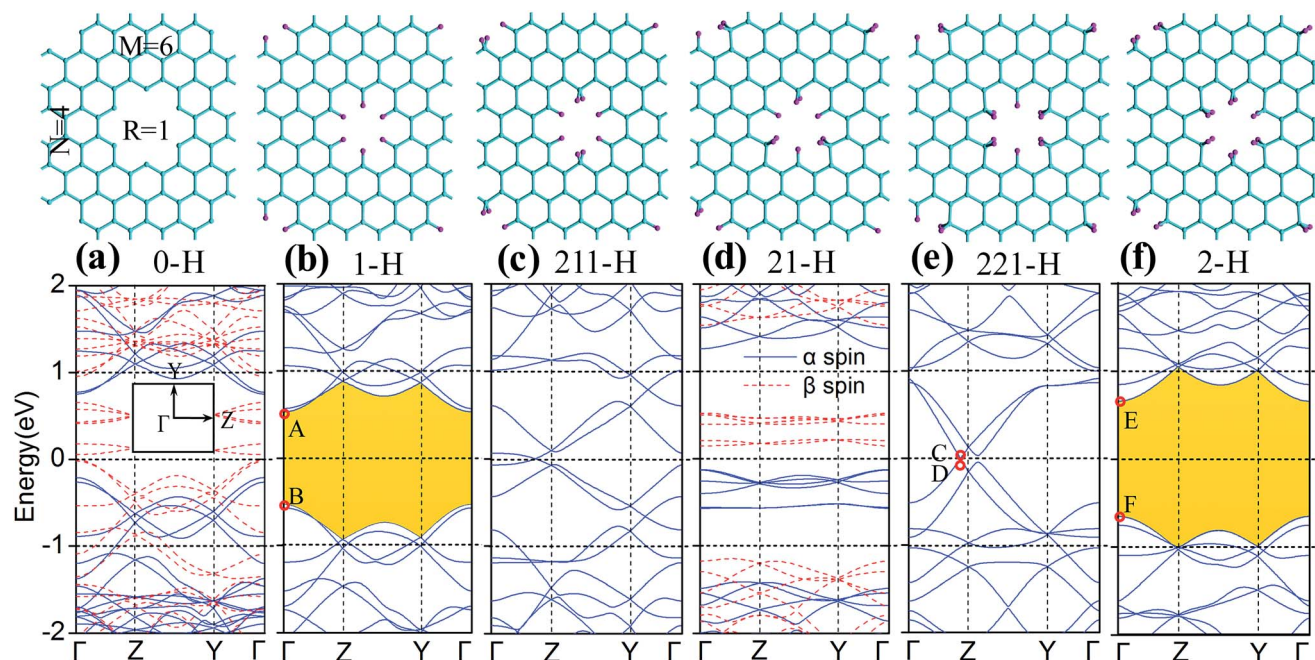 M=6
N=4
R=1
(a) 0-H
(b) 1-H
(c) 211-H
(d) 21-H
(e) 221-H
(f) 2-H
Energy(eV)
2
1
0
-1
-2
Y
Γ
Z
A
B
α spin
β spin
C
D
E
F
Γ Z Y Γ
Γ Z Y Γ
Γ Z Y Γ
Γ Z Y Γ
Γ Z Y Γ
Γ Z Y Γ